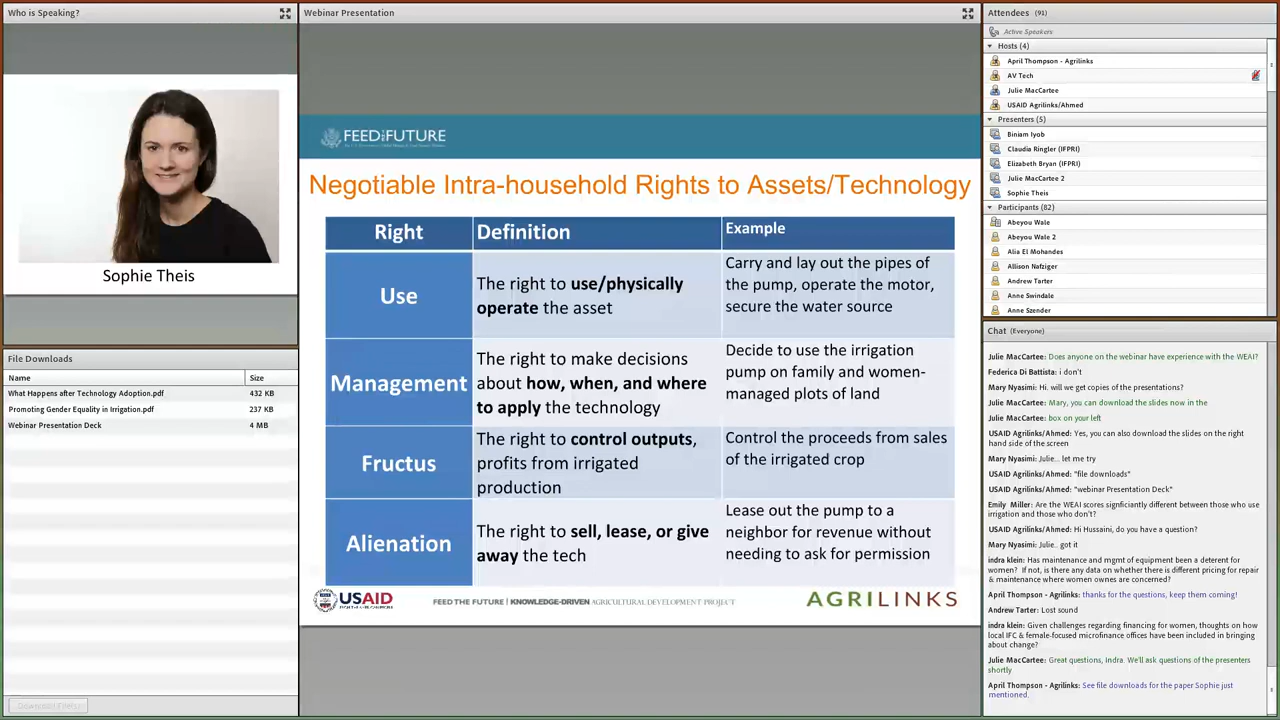 Who is Speaking?
Sophie Theis
File Downloads
Name Size
What Happens after Technology Adoption.pdf 432 KB
Promoting Gender Equality in Irrigation.pdf 237 KB
Webinar Presentation Deck 4 MB
Download File(s)
Webinar Presentation
FEED THE FUTURE
Negotiable Intra-household Rights to Assets/Technology
Right Definition Example
Use
The right to use/physically
operate the asset
Carry and lay out the pipes of
the pump, operate the motor,
secure the water source
Management
The right to make decisions
about how, when, and where
to apply the technology
Decide to use the irrigation
pump on family and women-
managed plots of land
Fructus
The right to control outputs,
profits from irrigated
production
Control the proceeds from sales
of the irrigated crop
Alienation
The right to sell, lease, or give
away the tech
Lease out the pump to a
neighbor for revenue without
needing to ask for permission
USAID
FEED THE FUTURE | KNOWLEDGE-DRIVEN AGRICULTURAL DEVELOPMENT PROJECT
AGRILINKS
Attendees (91)
Active Speakers
Hosts (4)
April Thompson - Agrilinks
AV Tech
Julie MacCartee
USAID Agrilinks/Ahmed
Presenters (5)
Biniam Iyob
Claudia Ringler (IFPRI)
Elizabeth Bryan (IFPRI)
Julie MacCartee 2
Sophie Theis
Participants (82)
Abeyou Wale
Abeyou Wale 2
Alia El Mohandes
Allison Nafziger
Andrew Tarter
Anne Swindale
Anne Szender
Chat (Everyone)
Julie MacCartee: Does anyone on the webinar have experience with the WEAI?
Federica Di Battista: i don't
Mary Nyasimi: Hi. will we get copies of the presentations?
Julie MacCartee: Mary, you can download the slides now in the
Julie MacCartee: box on your left
USAID Agrilinks/Ahmed: Yes, you can also download the slides on the right
hand side of the screen
Mary Nyasimi: Julie... let me try
USAID Agrilinks/Ahmed: "file downloads"
USAID Agrilinks/Ahmed: "webinar Presentation Deck"
Emily Miller: Are the WEAI scores signficiantly different between those who use
irrigation and those who don't?
USAID Agrilinks/Ahmed: Hi Hussaini, do you have a question?
Mary Nyasimi: Julie.. got it
indra klein: Has maintenance and mgmt of equipment been a deterent for
women? If not, is there any data on whether there is different pricing for repair
& maintenance where women ownes are concerned?
April Thompson - Agrilinks: thanks for the questions, keep them coming!
Andrew Tarter: Lost sound
indra klein: Given challenges regarding financing for women, thoughts on how
local IFC & female-focused microfinance offices have been included in bringing
about change?
Julie MacCartee: Great questions, Indra. We'll ask questions of the presenters
shortly
April Thompson - Agrilinks: See file downloads for the paper Sophie just
mentioned.